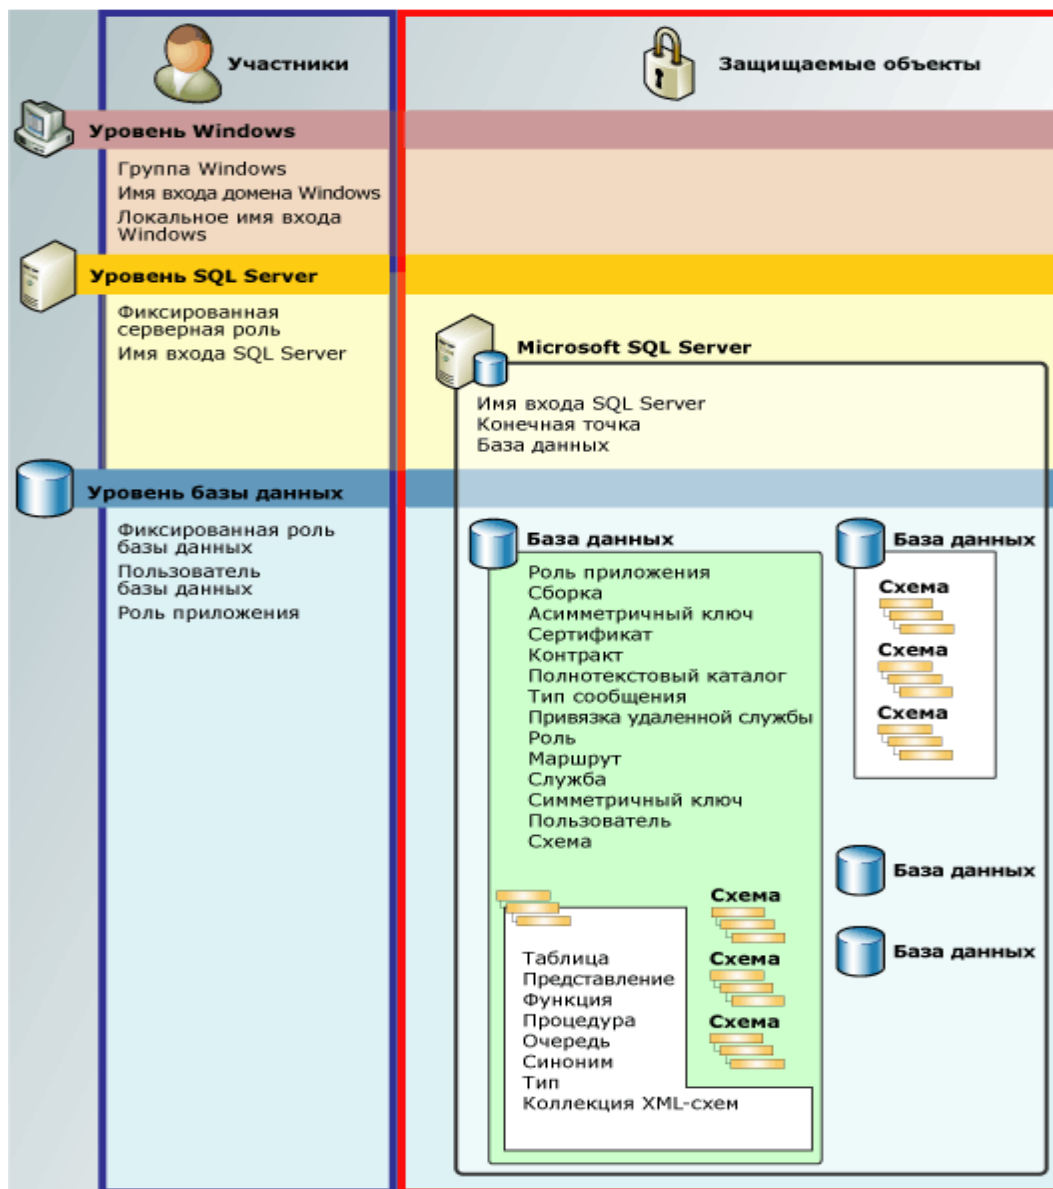 Участники
Защищаемые объекты
Уровень Windows
Группа Windows
Имя входа домена Windows
Локальное имя входа
Windows
Уровень SQL Server
Фиксированная
серверная роль
Имя входа SQL Server
Microsoft SQL Server
Имя входа SQL Server
Конечная точка
База данных
Уровень базы данных
Фиксированная роль
базы данных
Пользователь
базы данных
Роль приложения
База данных
Роль приложения
Сборка
Асимметричный ключ
Сертификат
Контракт
Полнотекстовый каталог
Тип сообщения
Привязка удаленной службы
Роль
Маршрут
Служба
Симметричный ключ
Пользователь
Схема
Таблица
Представление
Функция
Процедура
Очередь
Синоним
Тип
Коллекция XML-схем
Схема
Схема
Схема
База данных
Схема
Схема
Схема
База данных
База данных